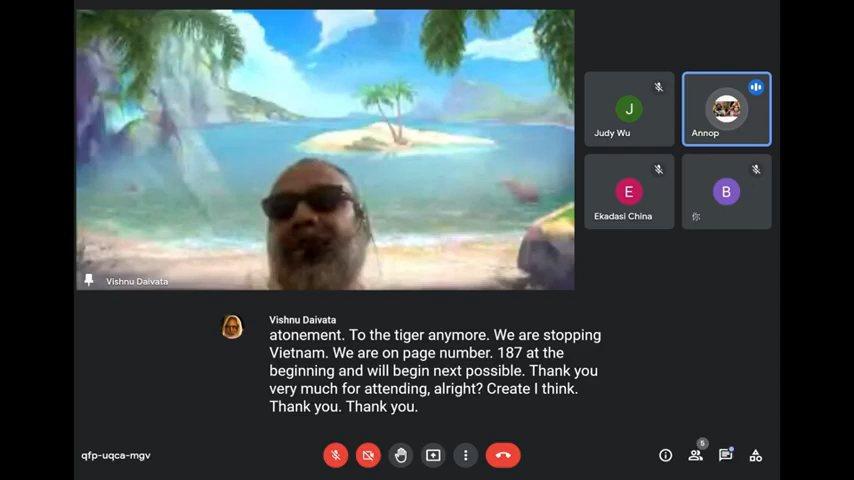 J
Judy Wu
Annop
E
Ekadasi China
B
你
Vishnu Daivata
Vishnu Daivata
atonement. To the tiger anymore. We are stopping
Vietnam. We are on page number. 187 at the
beginning and will begin next possible. Thank you
very much for attending, alright? Create I think.
Thank you. Thank you.
qfp-uqca-mgv
5